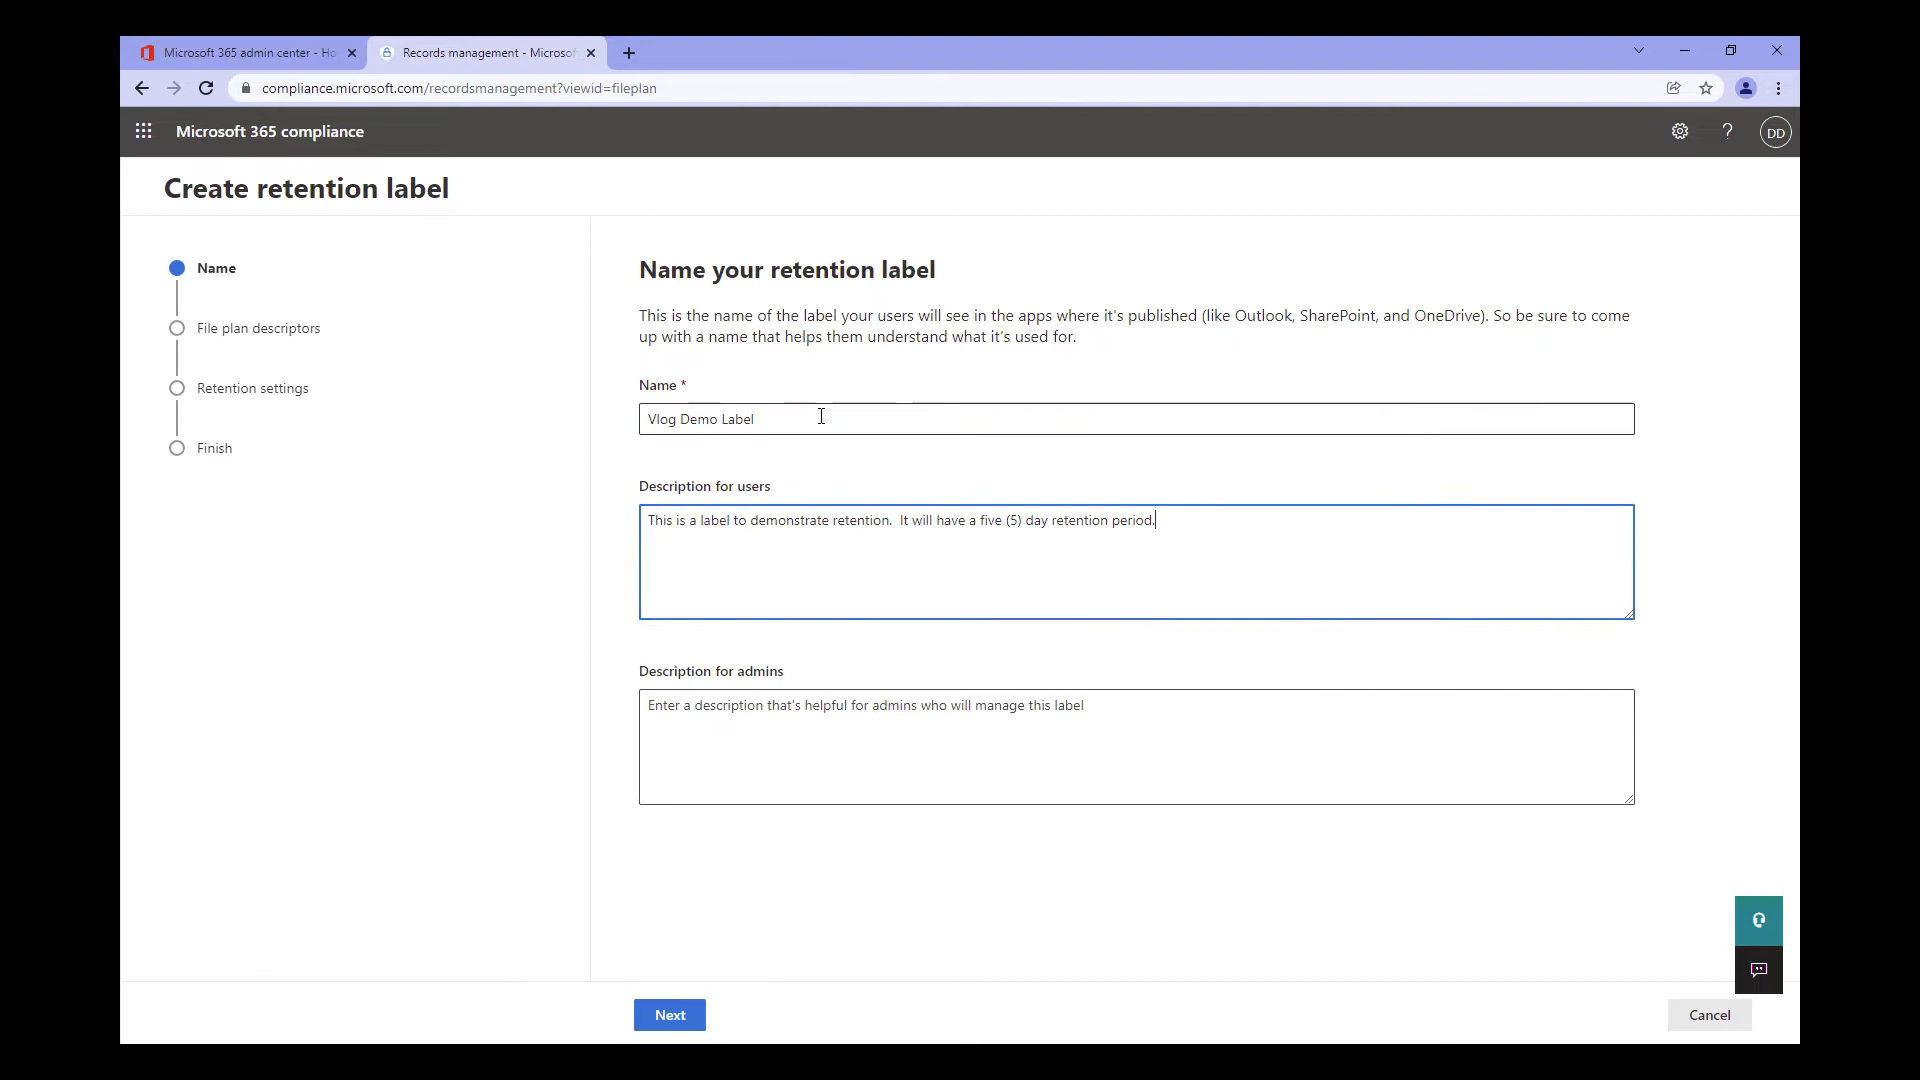 Microsoft 365 admin center - Ho
Records management - Microsof
compliance.microsoft.com/recordsmanagement?viewid=fileplan
Microsoft 365 compliance
?
DD
Create retention label
Name
File plan descriptors
Retention settings
Finish
Name your retention label
This is the name of the label your users will see in the apps where it's published (like Outlook, SharePoint, and OneDrive). So be sure to come
up with a name that helps them understand what it's used for.
Name *
Vlog Demo Label
Description for users
This is a label to demonstrate retention.  It will have a five (5) day retention period.
Description for admins
Enter a description that's helpful for admins who will manage this label
Next
Cancel